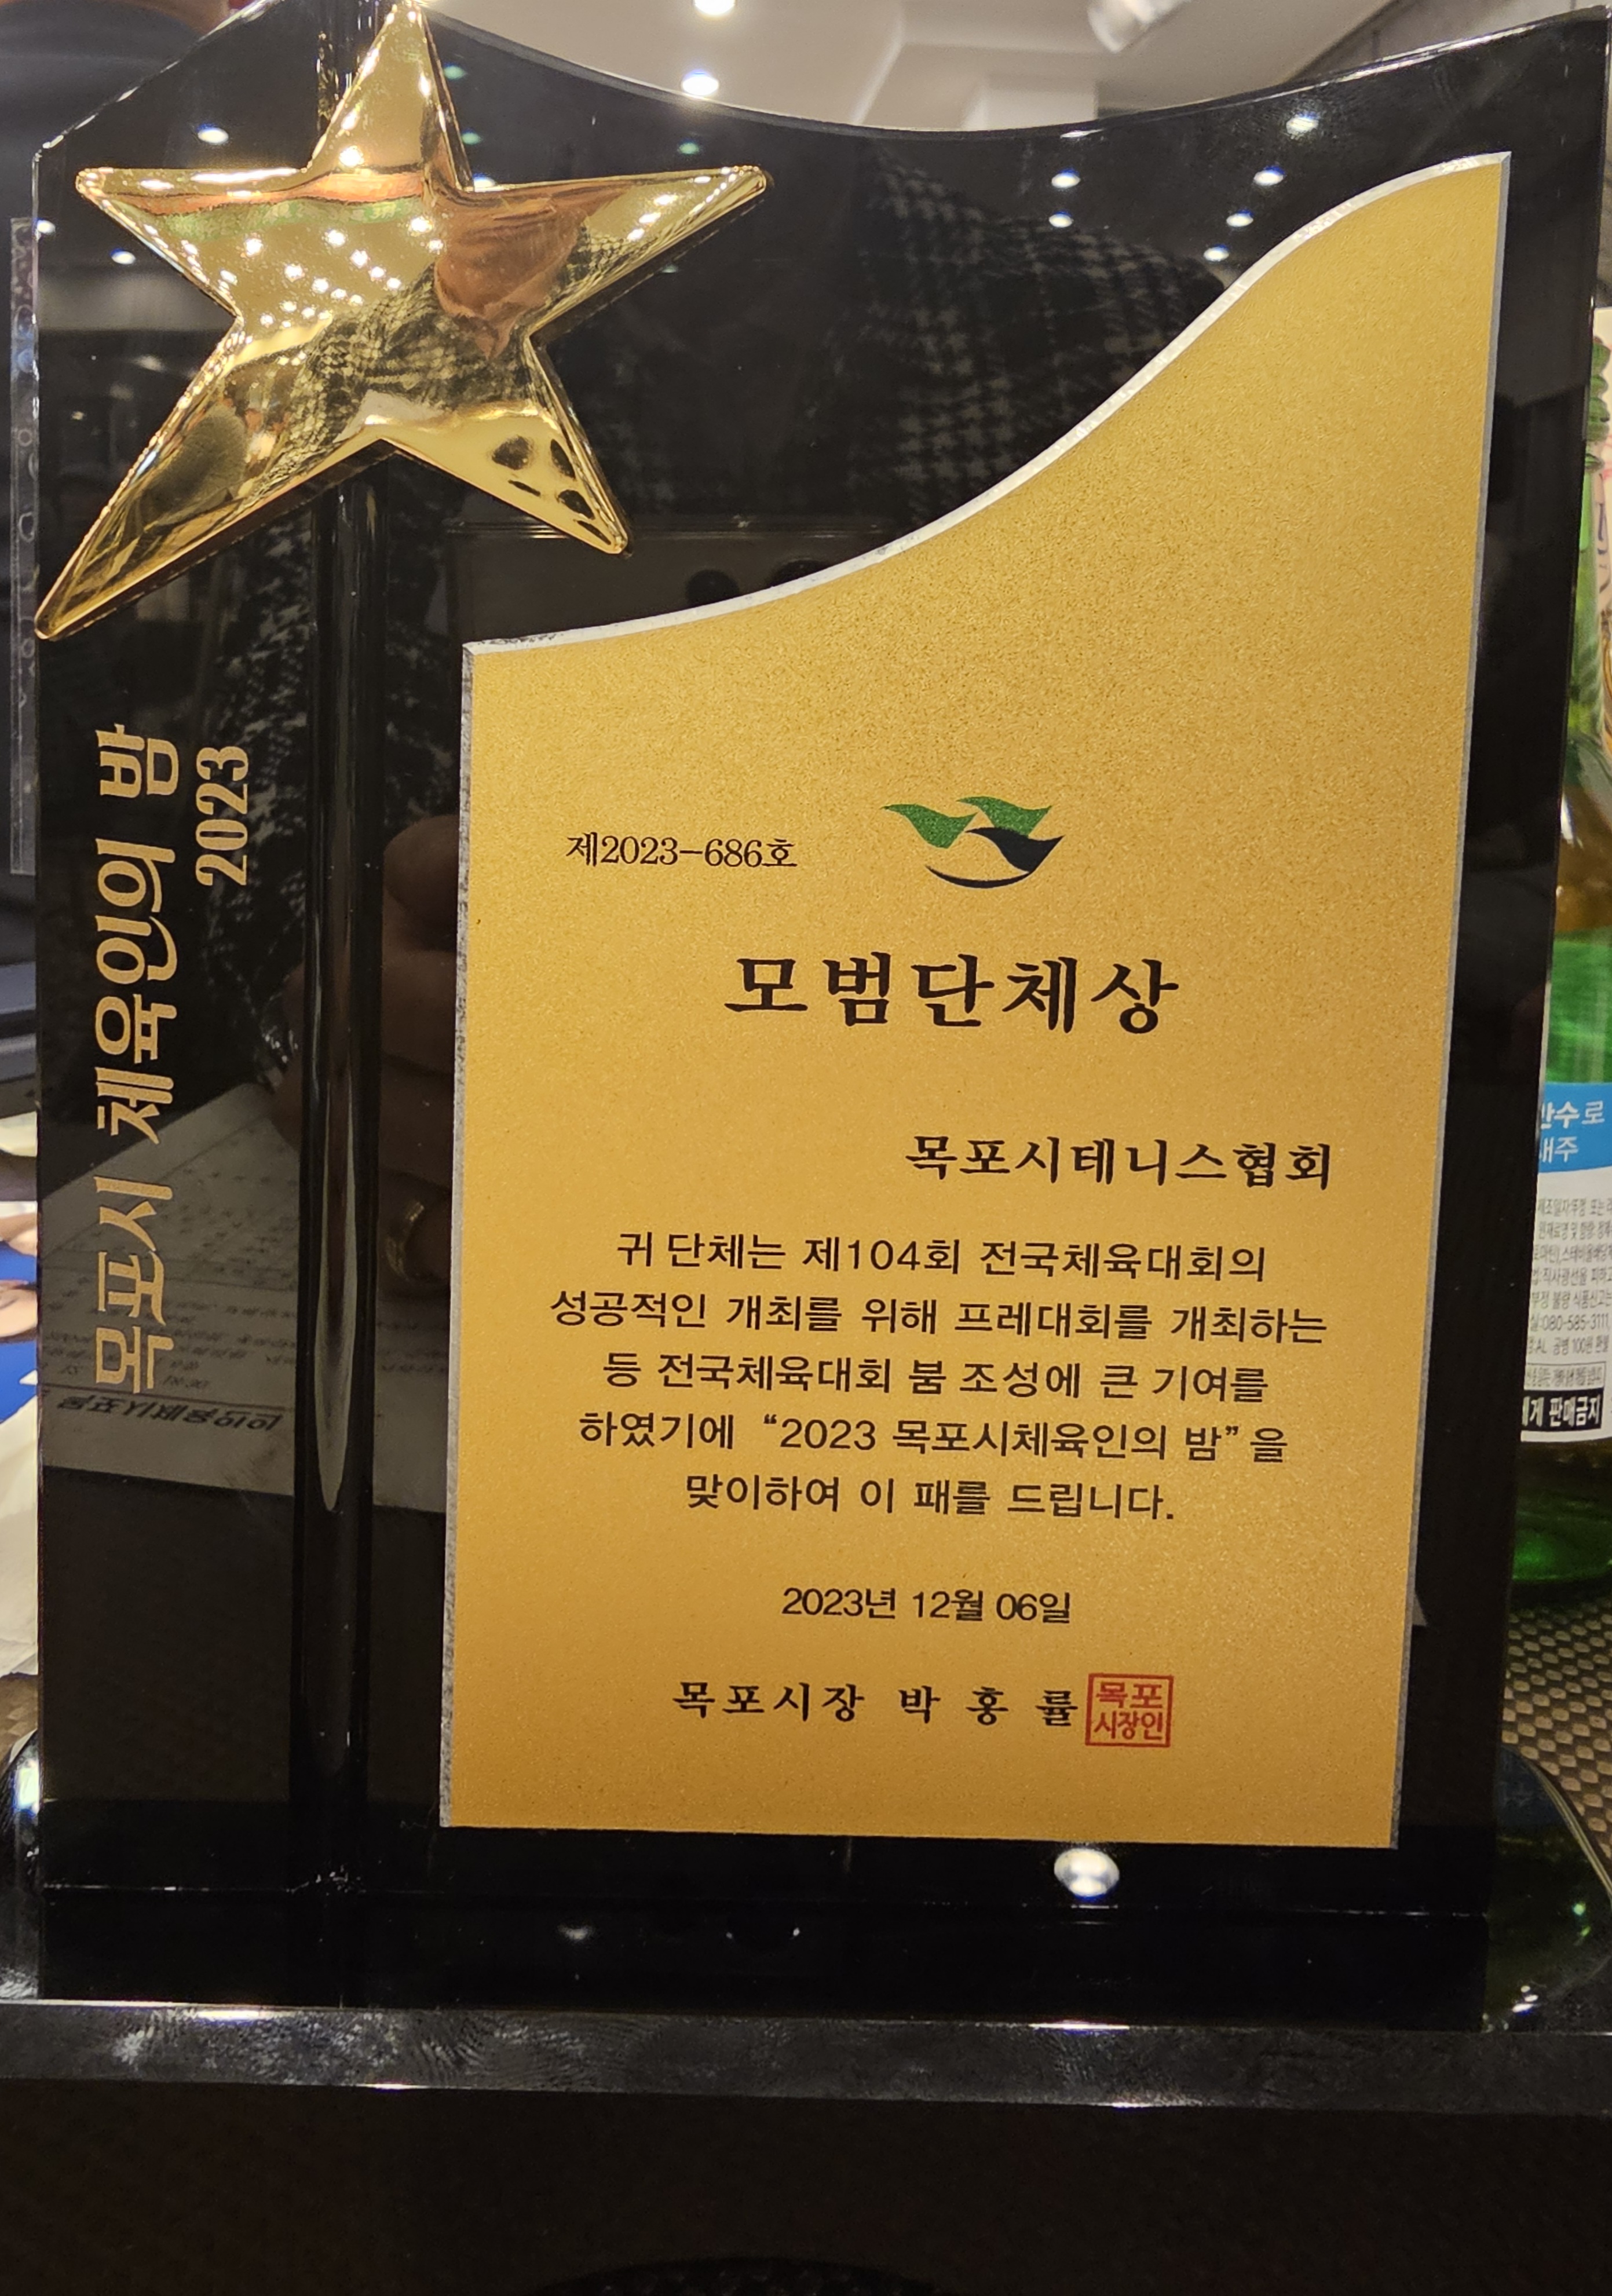 목포시 체육인의 밤
2023
제2023-686호
모범단체상
목포시테니스협회
귀 단체는 제104회 전국체육대회의
성공적인 개최를 위해 프레대회를 개최하는
등 전국체육대회 붐 조성에 큰 기여를
하였기에 “2023 목포시체육인의 밤”을
맞이하여 이 패를 드립니다.
2023년 12월 06일
목포시장 박 홍 률
목포
시장인
판매금지